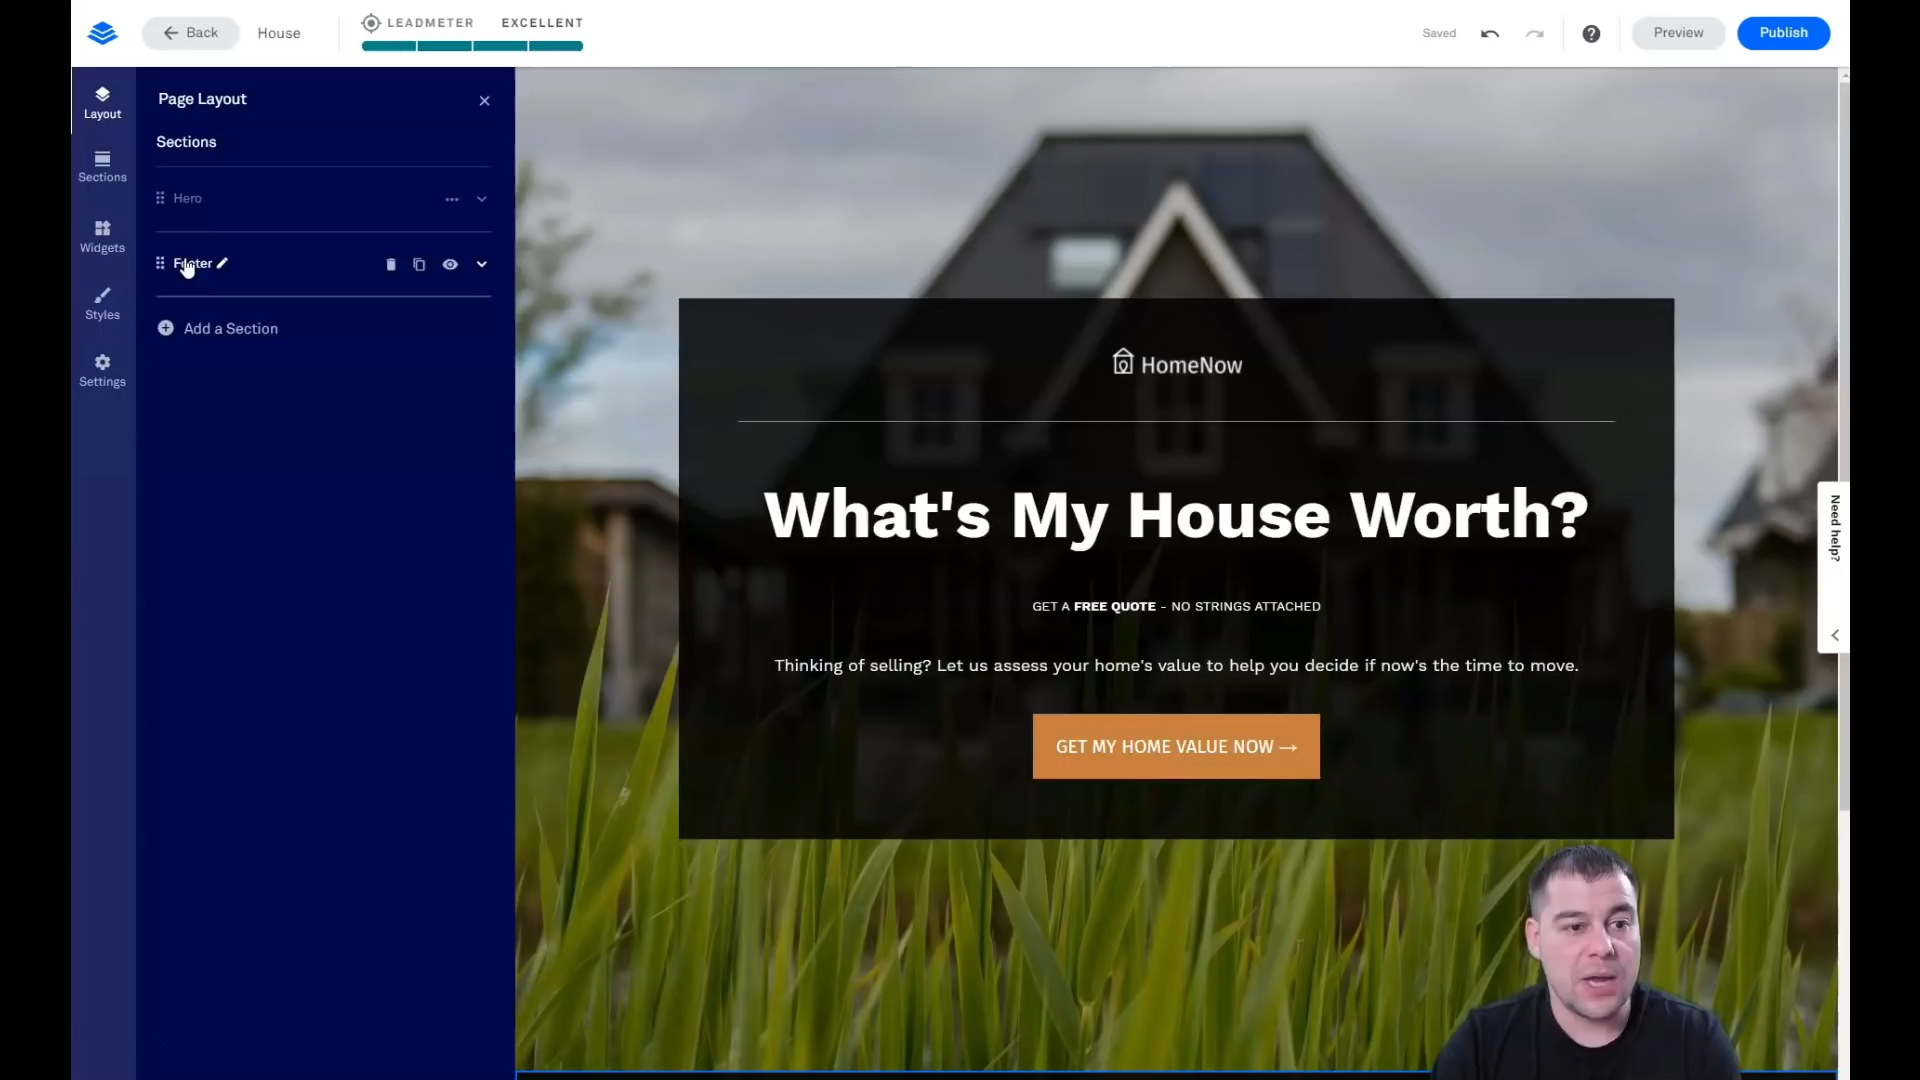 Back
House
LEADMETER EXCELLENT
Saved
Preview
Publish
Layout
Sections
Widgets
Styles
Settings
Page Layout
Sections
Hero
Footer
Add a Section
HomeNow
What's My House Worth?
GET A FREE QUOTE - NO STRINGS ATTACHED
Thinking of selling? Let us assess your home's value to help you decide if now's the time to move.
GET MY HOME VALUE NOW →
Need help?